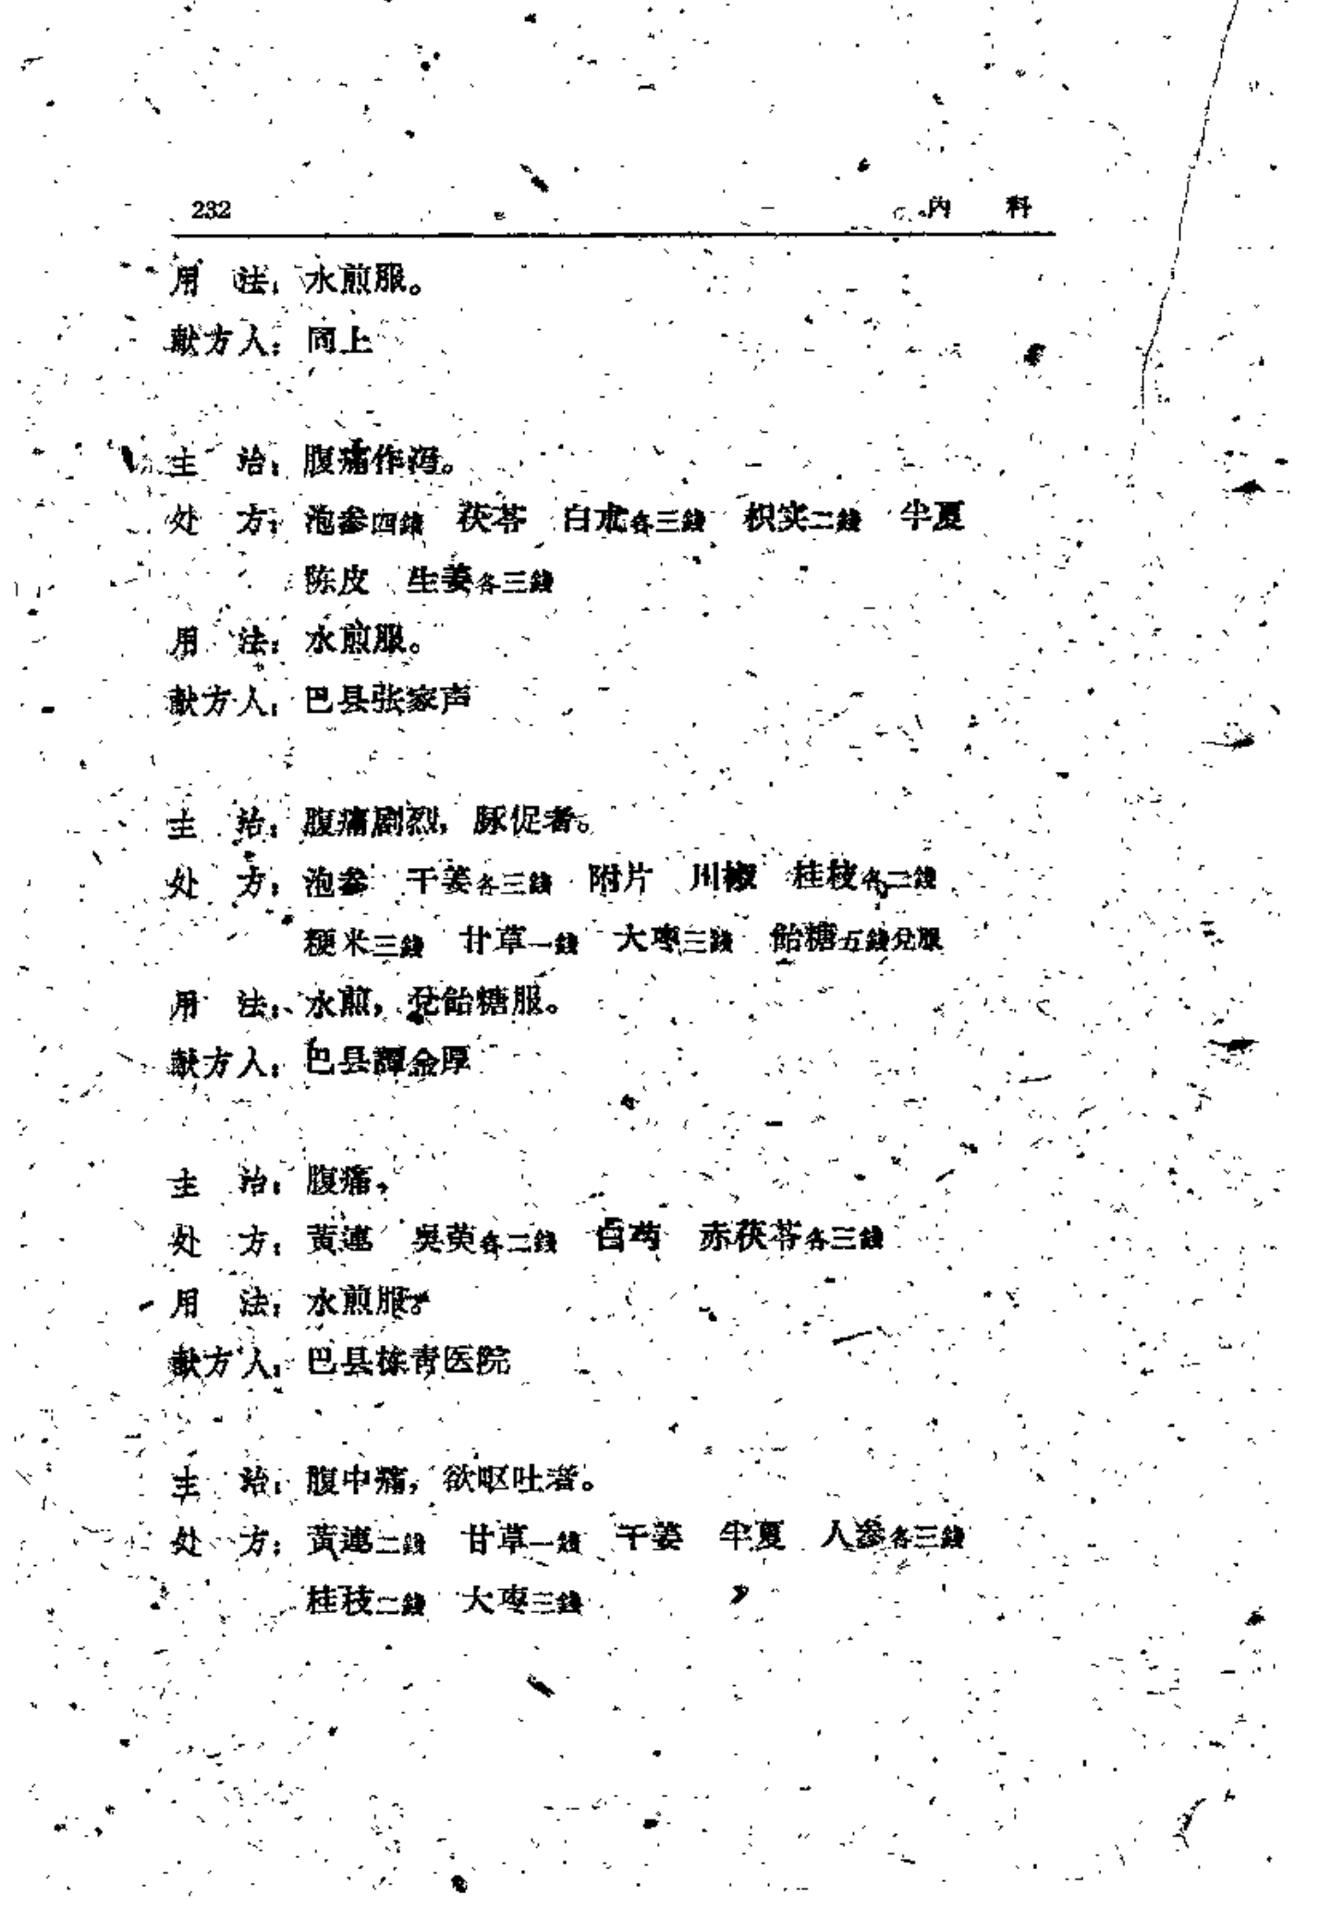 232
内 科
用 法：水煎服。
献方人：同上
主 治：腹痛作泻。
处 方：泡参四錢 茯苓 白朮各三錢 枳实二錢 半夏
陈皮 生姜各三錢
用 法：水煎服。
献方人：巴县张家声
主 治：腹痛剧烈，脉促者。
处 方：泡参 干姜各三錢 附片 川椒 桂枝各二錢
粳米三錢 甘草一錢 大枣三錢 飴糖五錢兌服
用 法：水煎，兌飴糖服。
献方人：巴县譚金厚
主 治：腹痛。
处 方：黃連 吳萸各二錢 白芍 赤茯苓各三錢
用 法：水煎服。
献方人：巴县栋青医院
主 治：腹中痛，欲呕吐者。
处 方：黃連二錢 甘草一錢 干姜 半夏 人参各三錢
桂枝二錢 大枣三錢